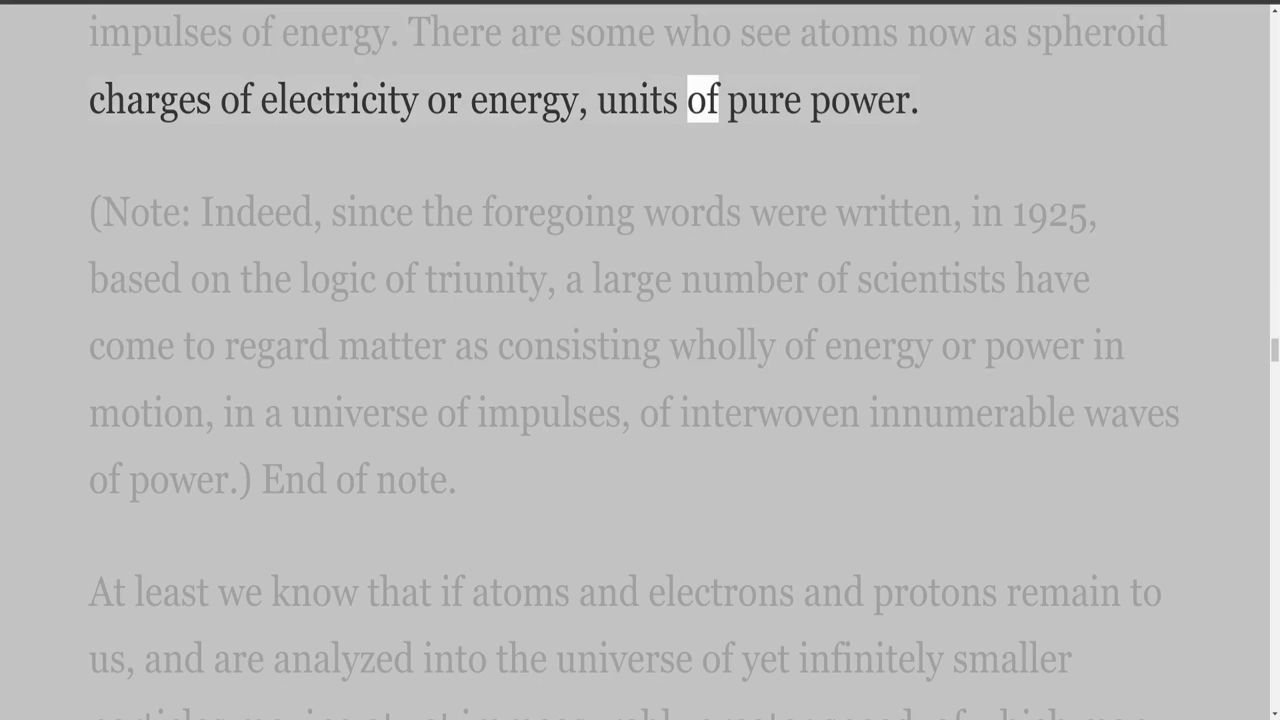 impulses of energy. There are some who see atoms now as spheroid
charges of electricity or energy, units of pure power.
(Note: Indeed, since the foregoing words were written, in 1925,
based on the logic of triunity, a large number of scientists have
come to regard matter as consisting wholly of energy or power in
motion, in a universe of impulses, of interwoven innumerable waves
of power.) End of note.
At least we know that if atoms and electrons and protons remain to
us, and are analyzed into the universe of yet infinitely smaller